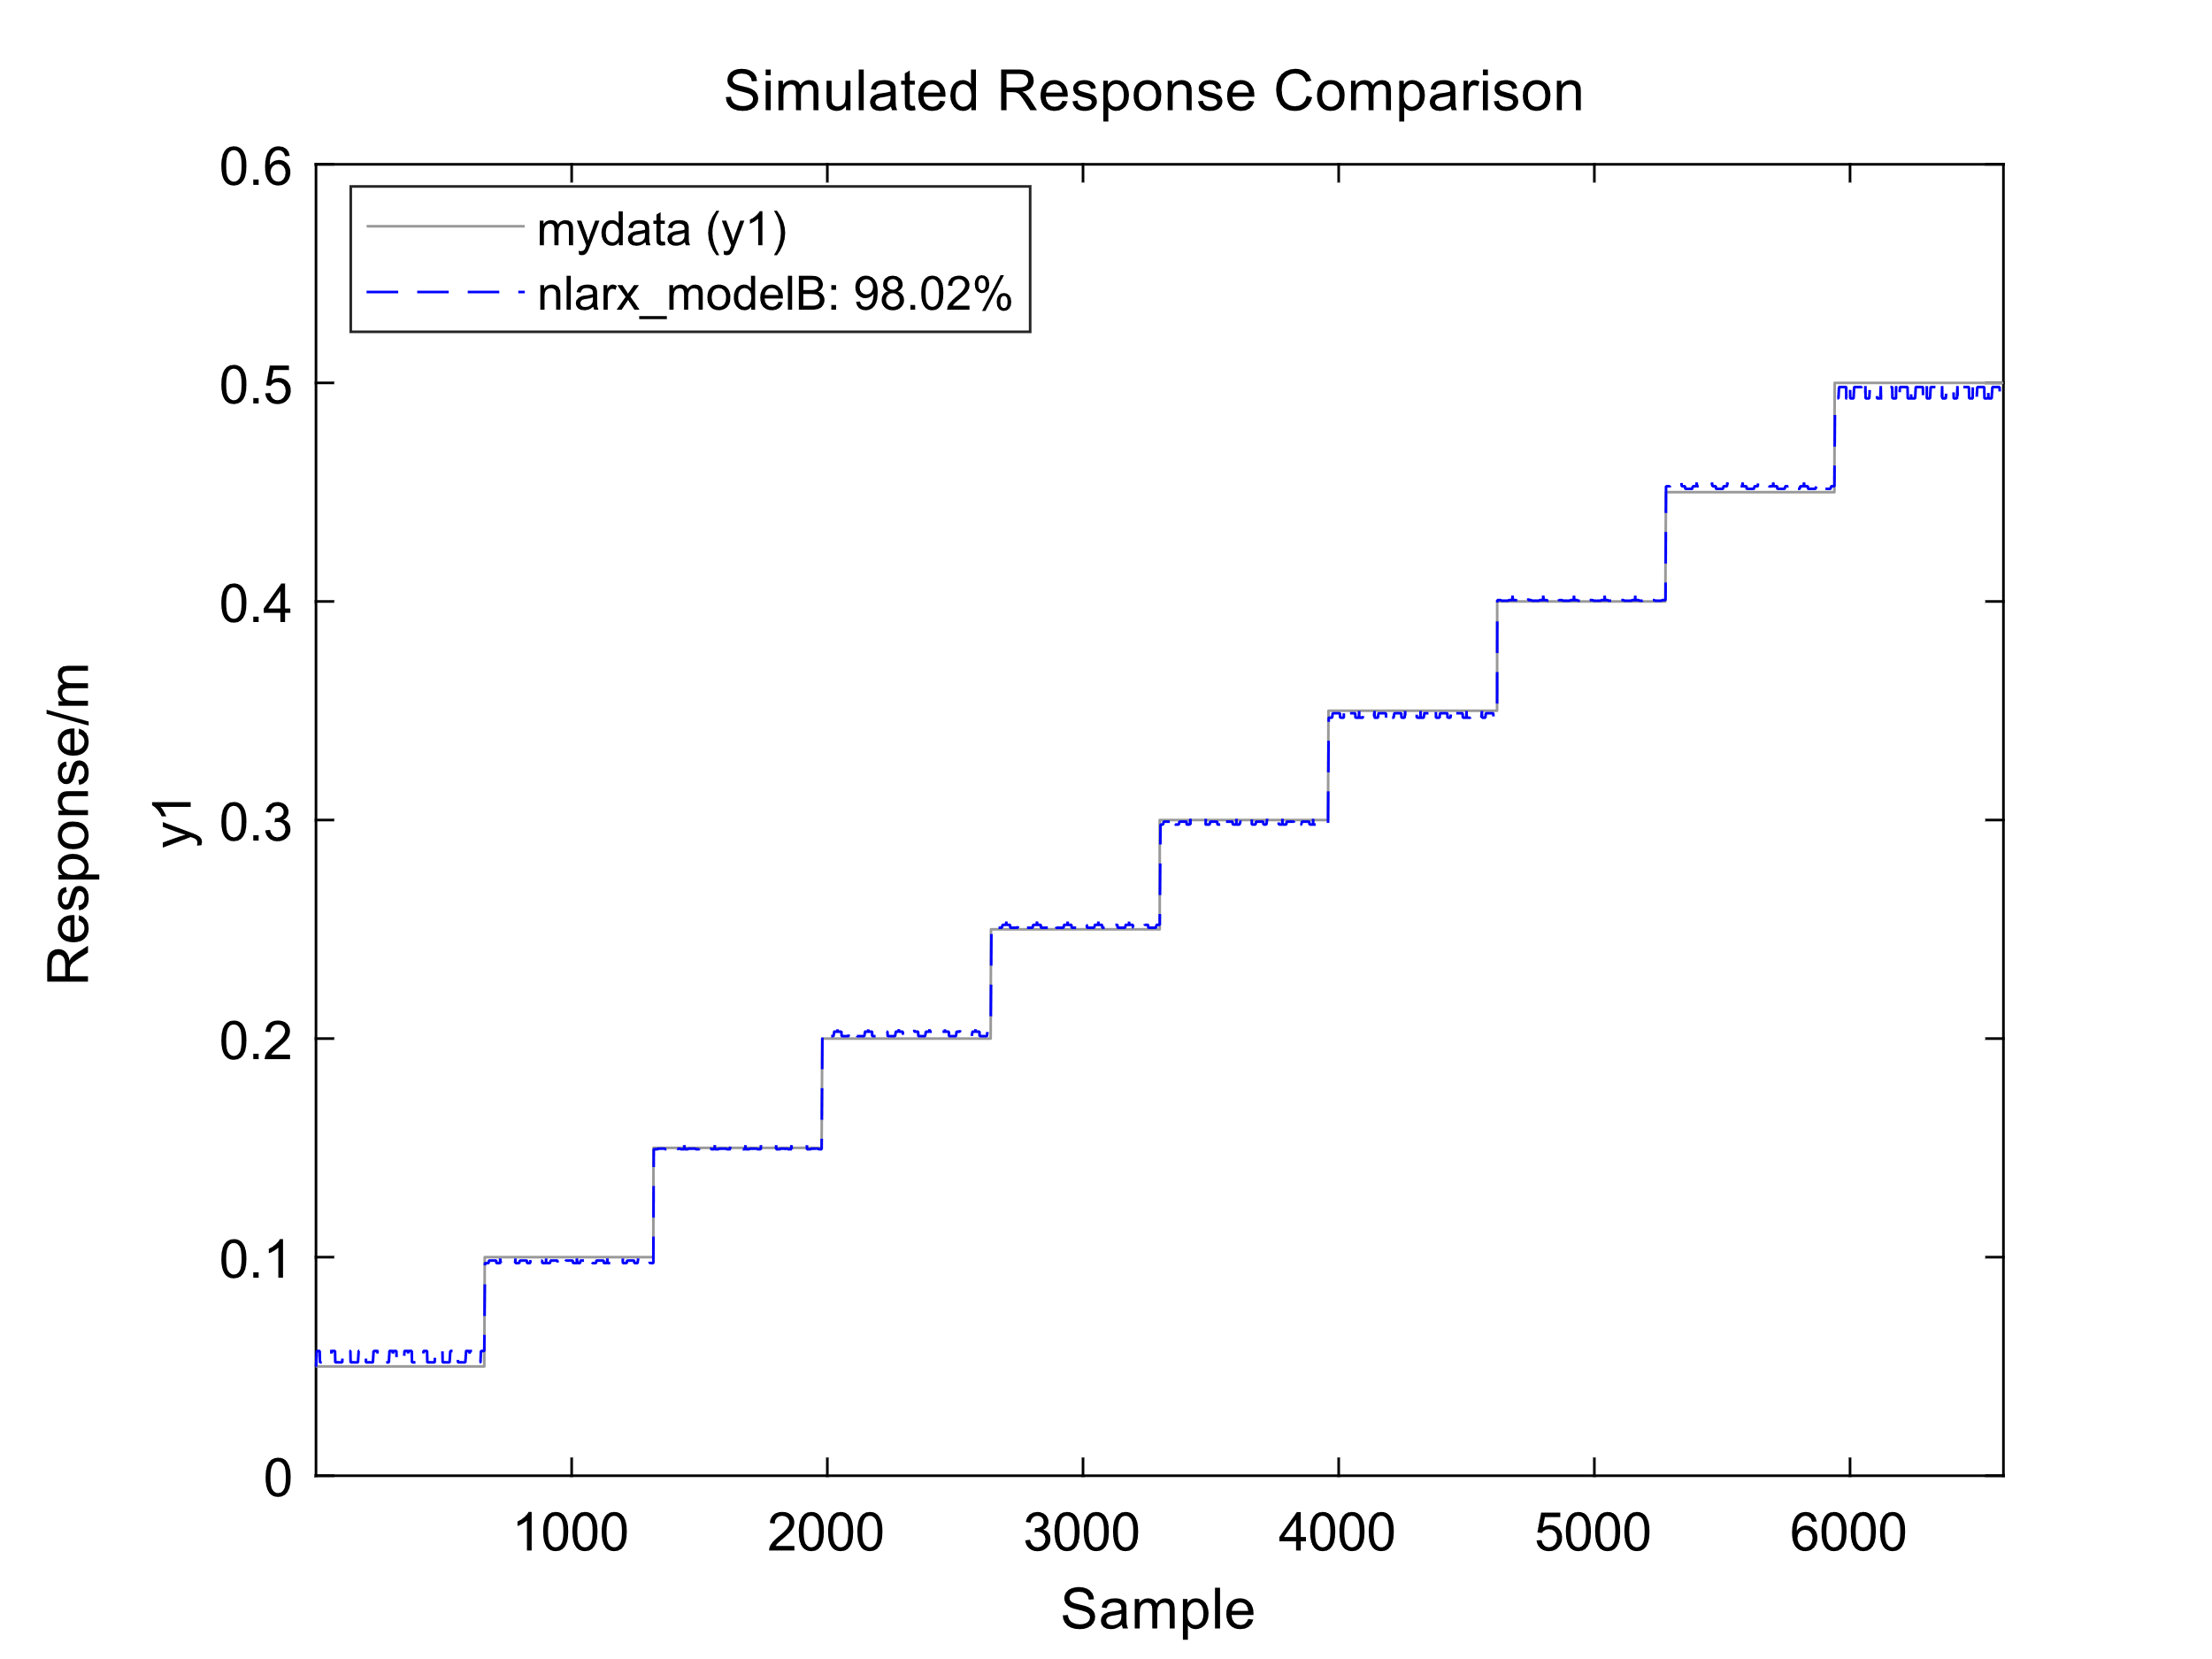 Simulated Response Comparison
mydata (y1)
nlarx_modelB: 98.02%
0.6
0.5
0.4
0.3
0.2
0.1
0
Response/m
y1
1000 2000 3000 4000 5000 6000
Sample